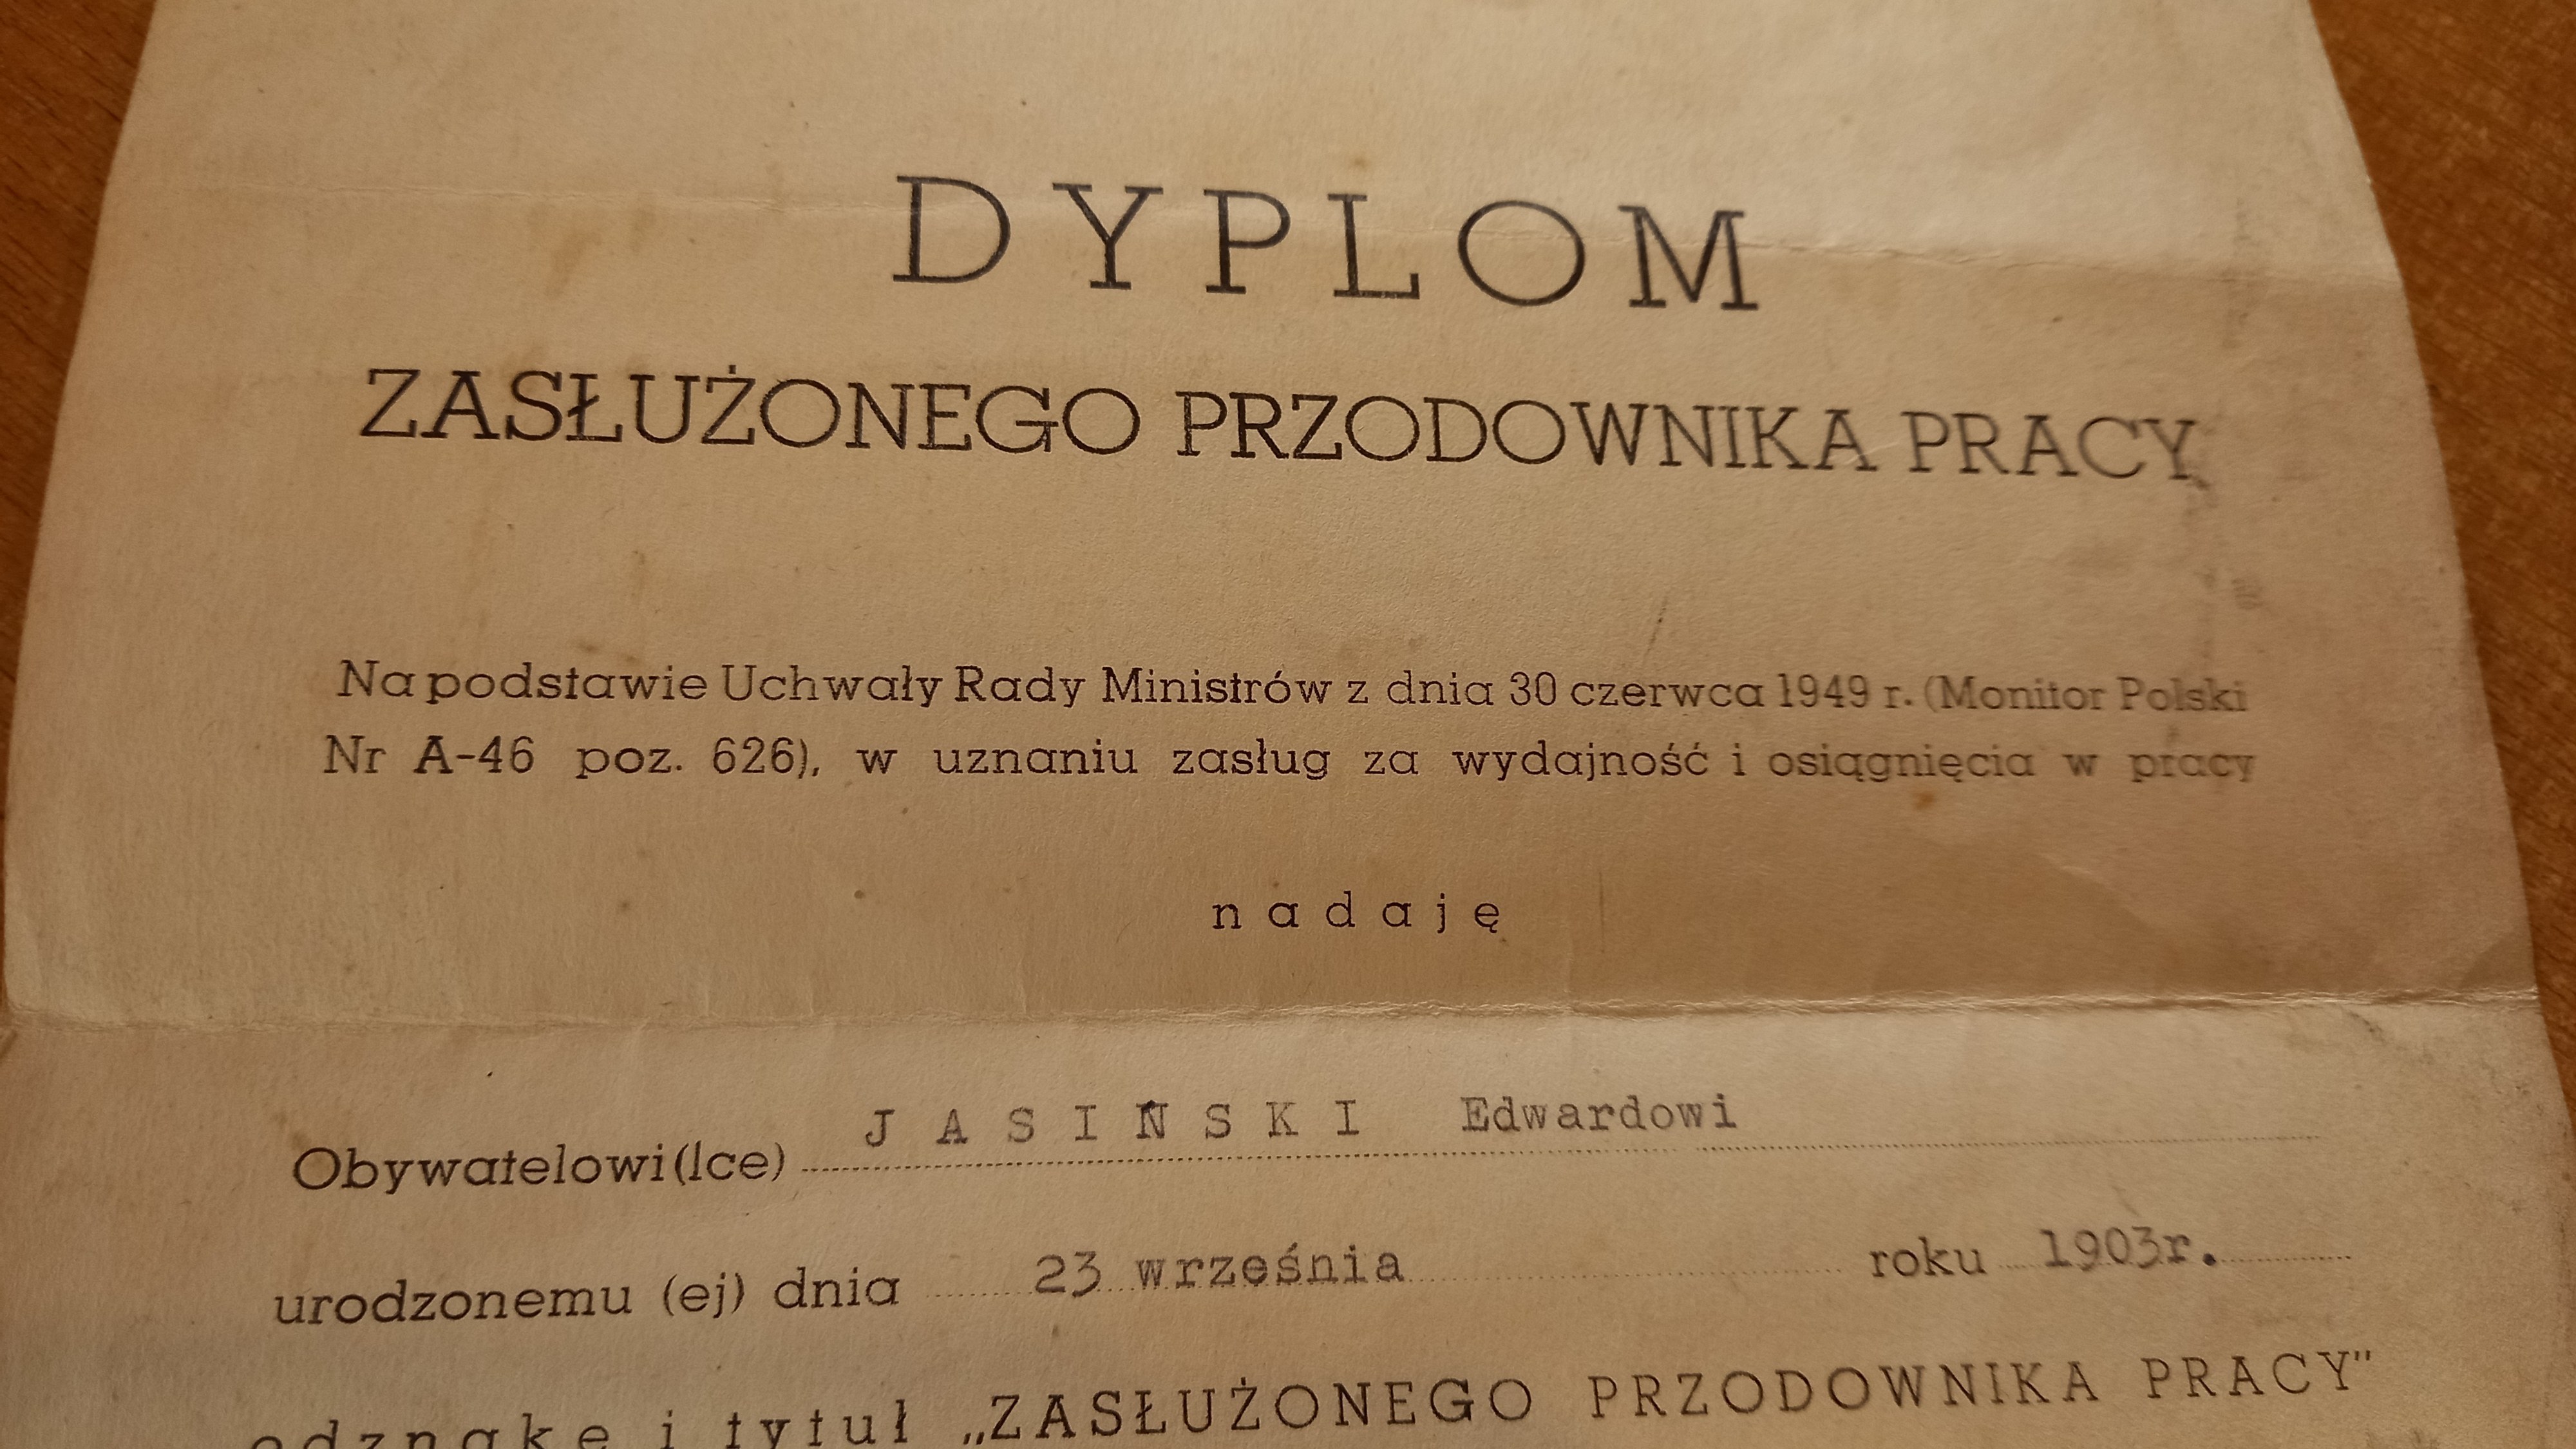 DYPLOM
ZASŁUŻONEGO PRZODOWNIKA PRACY
Na podstawie Uchwały Rady Ministrów z dnia 30 czerwca 1949 r. (Monitor Polski
Nr A-46 poz. 626), w uznaniu zasług za wydajność i osiągnięcia w pracy
nadaję
Obywatelowi(lce) JASIŃSKI Edwardowi
urodzonemu (ej) dnia 23 września roku 1903r.
odznakę i tytuł „ZASŁUŻONEGO PRZODOWNIKA PRACY”